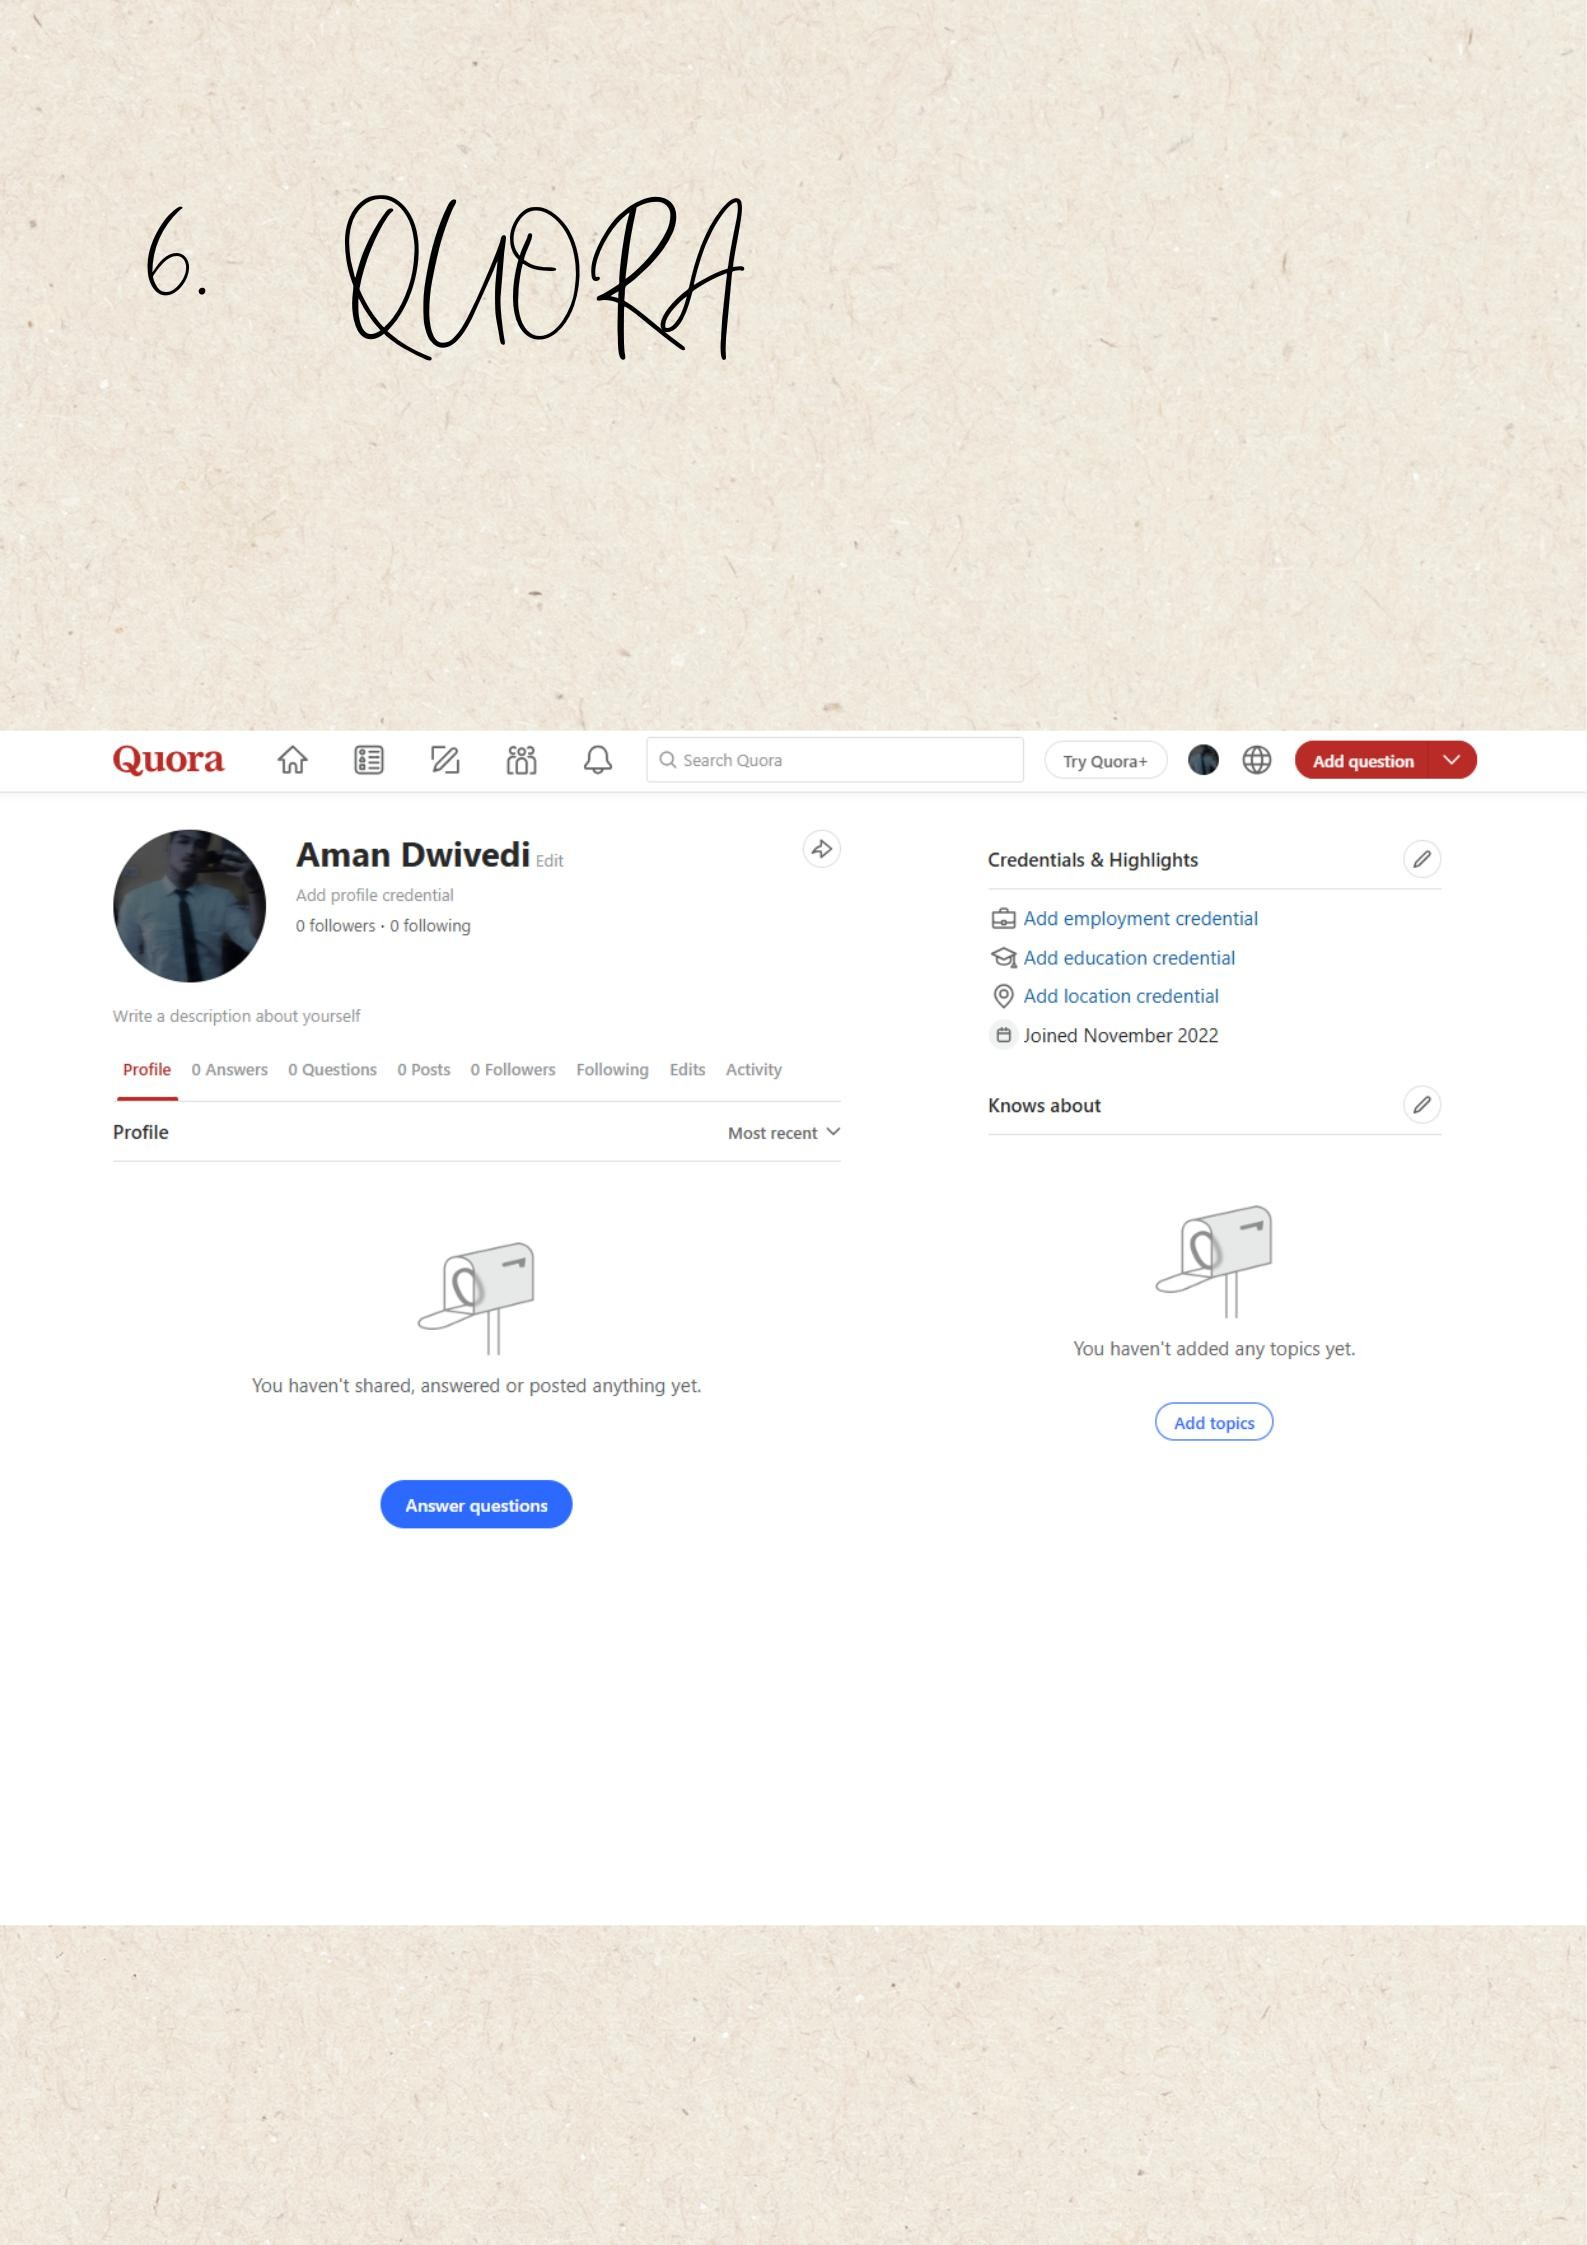 6. QUORA
Quora
Search Quora
Try Quora+
Add question
Aman Dwivedi Edit
Add profile credential
0 followers · 0 following
Write a description about yourself
Profile 0 Answers 0 Questions 0 Posts 0 Followers Following Edits Activity
Profile Most recent
You haven't shared, answered or posted anything yet.
Answer questions
Credentials & Highlights
Add employment credential
Add education credential
Add location credential
Joined November 2022
Knows about
You haven't added any topics yet.
Add topics